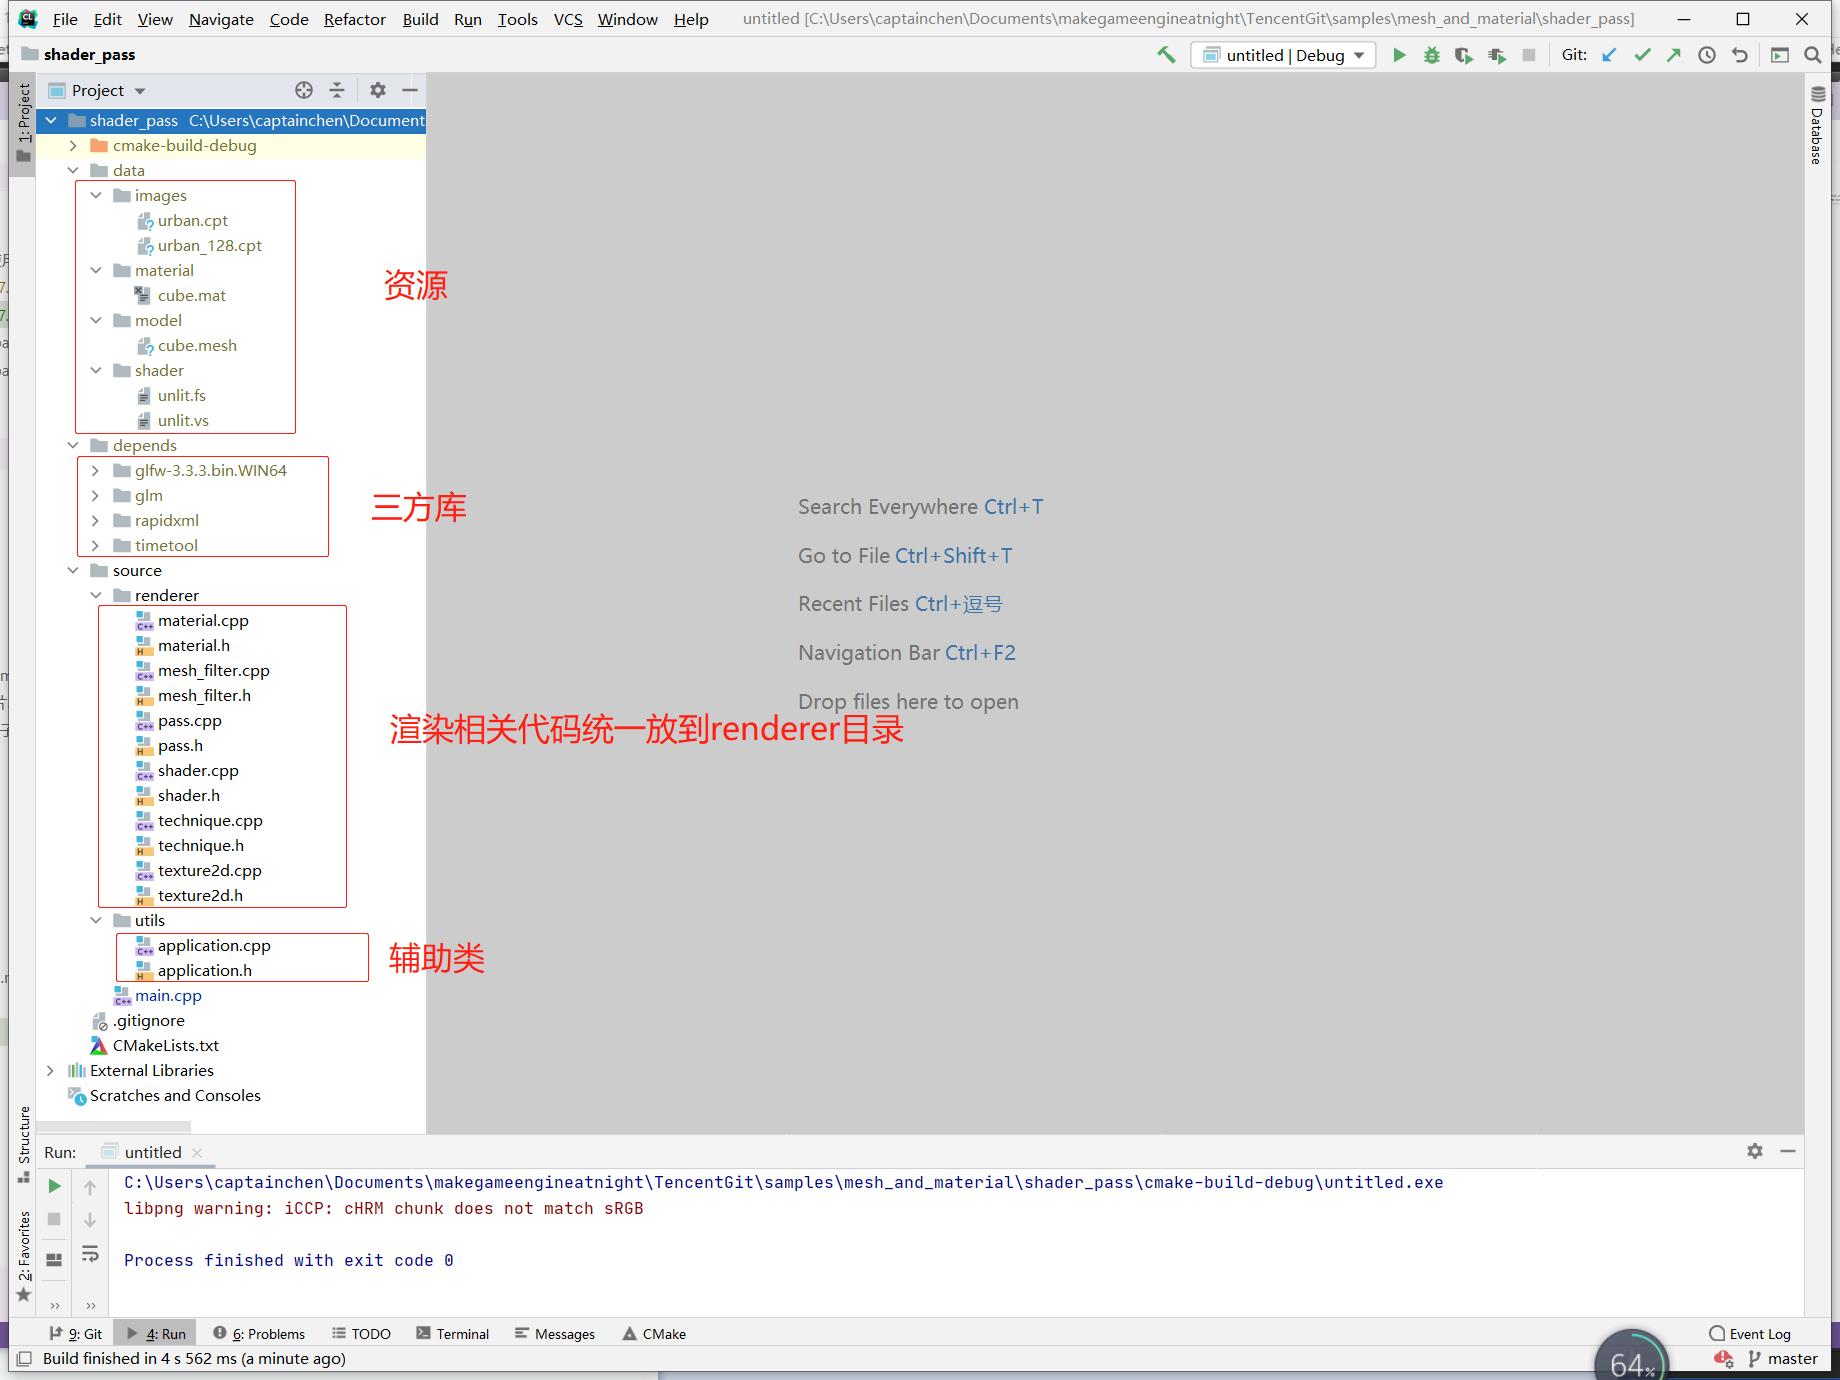 File Edit View Navigate Code Refactor Build Run Tools VCS Window Help untitled [C:\Users\captainchen\Documents\makegameengineatnight\TencentGit\samples\mesh_and_material\shader_pass]
shader_pass untitled | Debug Git:
1: Project
Project
shader_pass C:\Users\captainchen\Document
cmake-build-debug
data
images
urban.cpt
urban_128.cpt
material
cube.mat
资源
model
cube.mesh
shader
unlit.fs
unlit.vs
depends
glfw-3.3.3.bin.WIN64
glm
三方库
rapidxml
timetool
source
renderer
material.cpp
material.h
mesh_filter.cpp
mesh_filter.h
pass.cpp
渲染相关代码统一放到renderer目录
pass.h
shader.cpp
shader.h
technique.cpp
technique.h
texture2d.cpp
texture2d.h
utils
application.cpp
辅助类
application.h
main.cpp
.gitignore
CMakeLists.txt
External Libraries
Scratches and Consoles
Search Everywhere Ctrl+T
Go to File Ctrl+Shift+T
Recent Files Ctrl+逗号
Navigation Bar Ctrl+F2
Drop files here to open
Database
Structure
2: Favorites
Run: untitled
C:\Users\captainchen\Documents\makegameengineatnight\TencentGit\samples\mesh_and_material\shader_pass\cmake-build-debug\untitled.exe
libpng warning: iCCP: cHRM chunk does not match sRGB
Process finished with exit code 0
9: Git 4: Run 6: Problems TODO Terminal Messages CMake Event Log
Build finished in 4 s 562 ms (a minute ago) 64% master